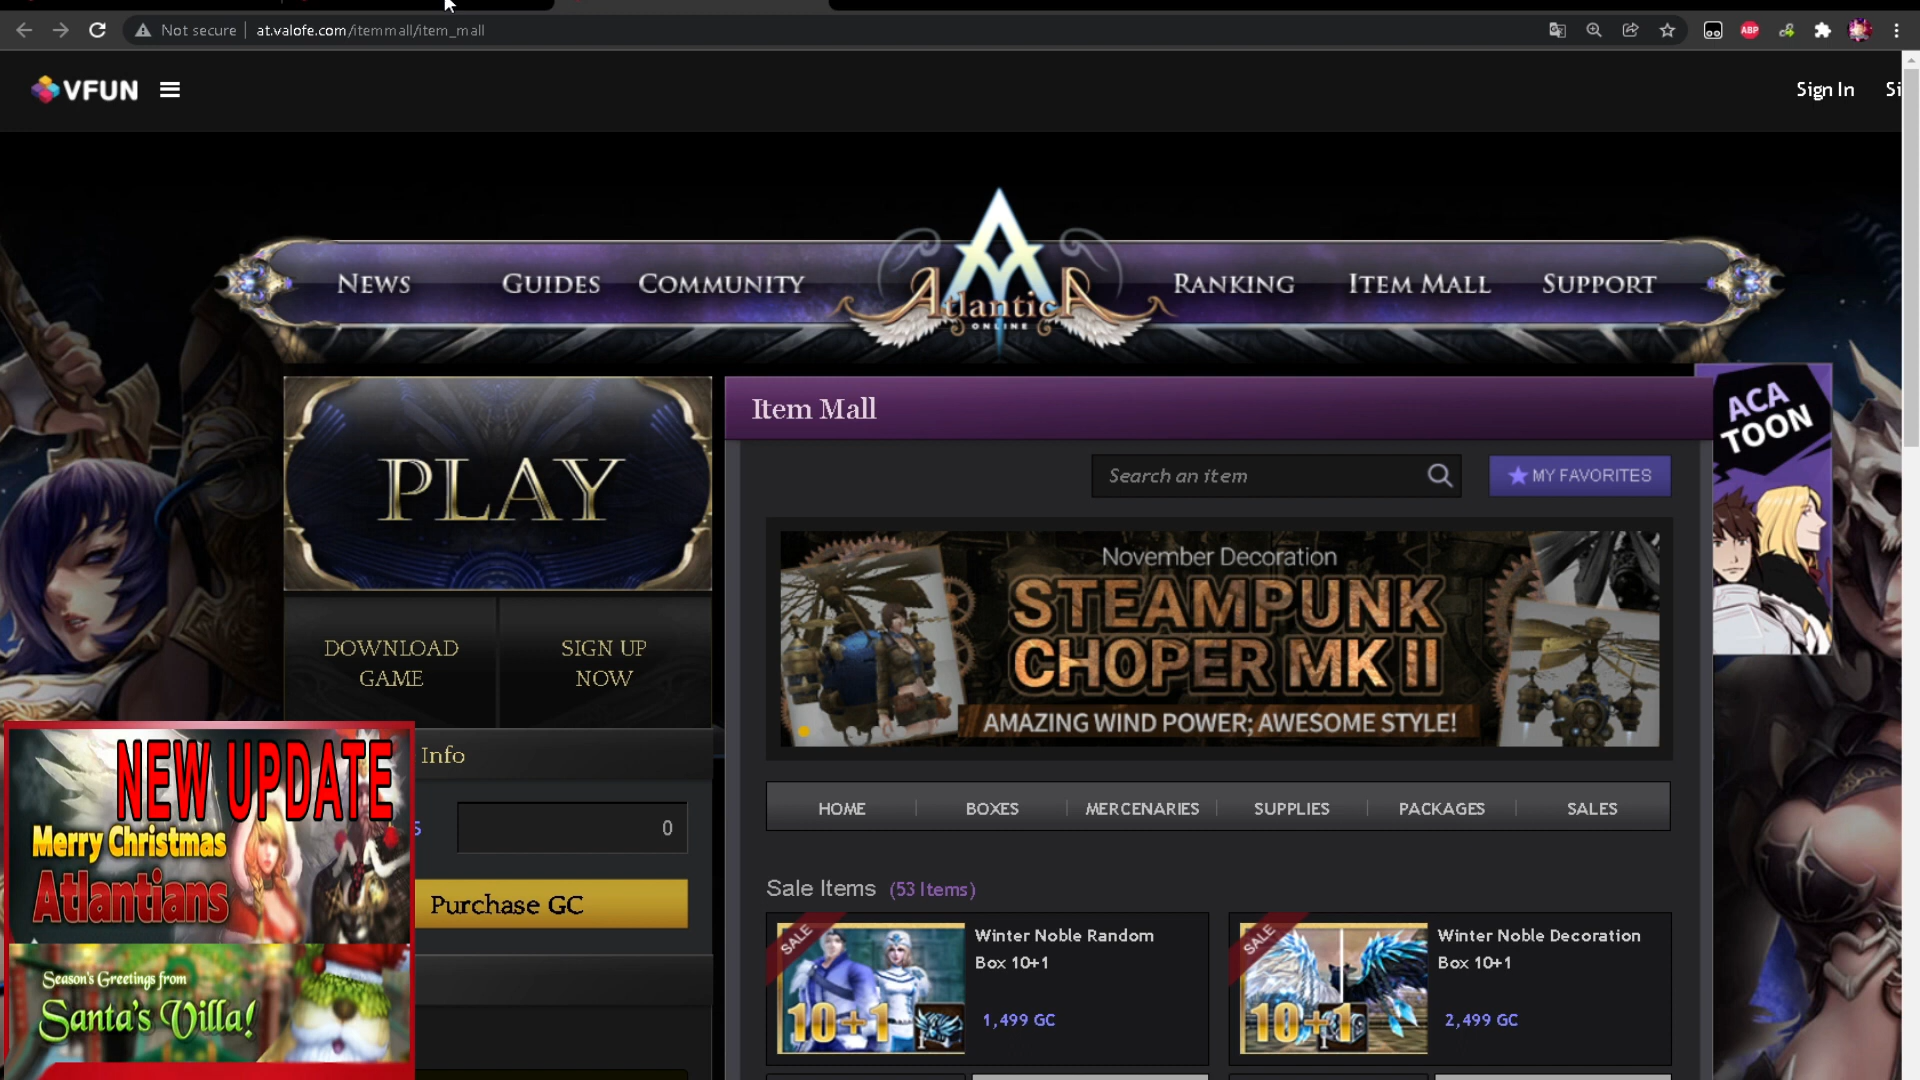 Not secure
at.valofe.com/itemmall/item_mall
ABP
VFUN
Sign In
Si
NEWS
GUIDES
COMMUNITY
AtlanticA
ONLINE
RANKING
ITEM MALL
SUPPORT
PLAY
DOWNLOAD
GAME
SIGN UP
NOW
Info
S
0
Purchase GC
Item Mall
Search an item
MY FAVORITES
ACA
TOON
November Decoration
STEAMPUNK
CHOPER MK II
AMAZING WIND POWER; AWESOME STYLE!
HOME
BOXES
MERCENARIES
SUPPLIES
PACKAGES
SALES
Sale Items (53 Items)
SALE
10+1
Winter Noble Random
Box 10+1
1,499 GC
SALE
10+1
Winter Noble Decoration
Box 10+1
2,499 GC
NEW UPDATE
Merry Christmas
Atlantians
Season's Greetings from
Santa's Villa!